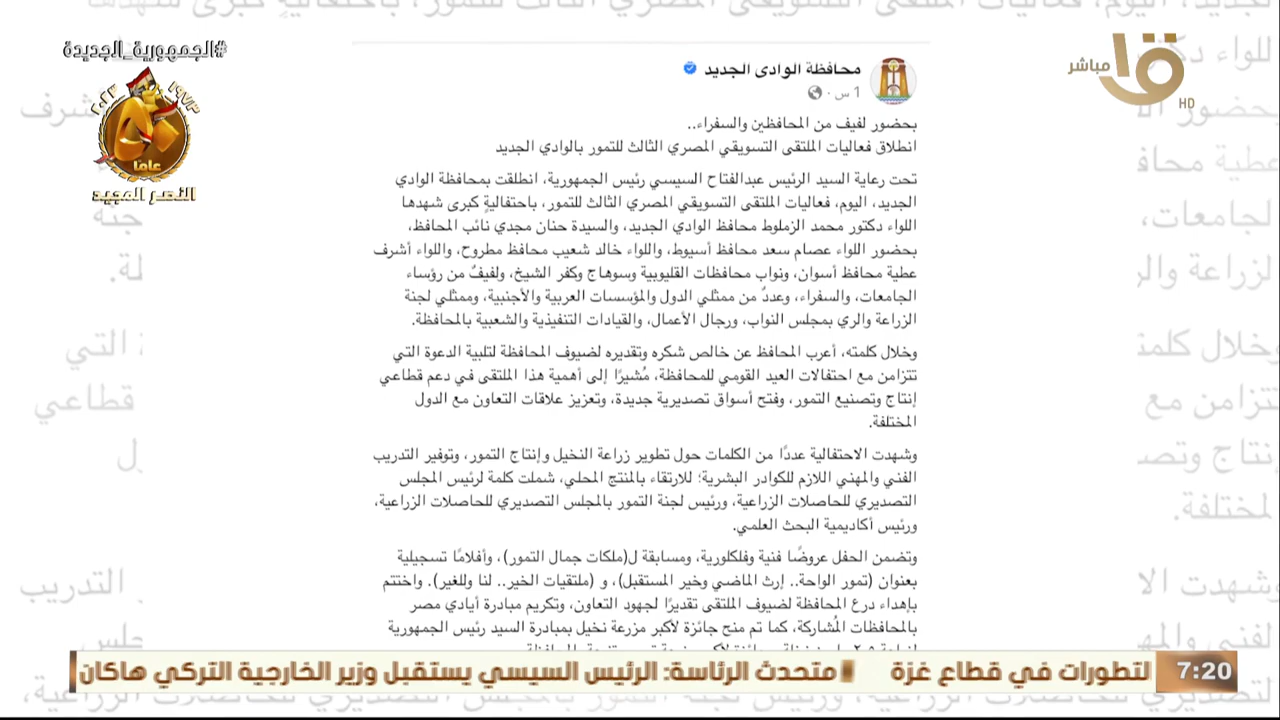 #الجمهورية_الجديدة
١٩٧٣
٢٠٢٣
٥٠
عامًا
النصر المجيد
مباشر
HD
محافظة الوادى الجديد
1 س ·
بحضور لفيف من المحافظين والسفراء..
انطلاق فعاليات الملتقى التسويقي المصري الثالث للتمور بالوادي الجديد
تحت رعاية السيد الرئيس عبدالفتاح السيسي رئيس الجمهورية، انطلقت بمحافظة الوادي
الجديد، اليوم، فعاليات الملتقى التسويقي المصري الثالث للتمور، باحتفاليةٍ كبرى شهدها
اللواء دكتور محمد الزملوط محافظ الوادي الجديد، والسيدة حنان مجدي نائب المحافظ،
بحضور اللواء عصام سعد محافظ أسيوط، واللواء خالد شعيب محافظ مطروح، واللواء أشرف
عطية محافظ أسوان، ونواب محافظات القليوبية وسوهاج وكفر الشيخ، ولفيفٌ من رؤساء
الجامعات، والسفراء، وعددٌ من ممثلي الدول والمؤسسات العربية والأجنبية، وممثلي لجنة
الزراعة والري بمجلس النواب، ورجال الأعمال، والقيادات التنفيذية والشعبية بالمحافظة.
وخلال كلمته، أعرب المحافظ عن خالص شكره وتقديره لضيوف المحافظة لتلبية الدعوة التي
تتزامن مع احتفالات العيد القومي للمحافظة، مُشيرًا إلى أهمية هذا الملتقى في دعم قطاعي
إنتاج وتصنيع التمور، وفتح أسواق تصديرية جديدة، وتعزيز علاقات التعاون مع الدول
المختلفة.
وشهدت الاحتفالية عددًا من الكلمات حول تطوير زراعة النخيل وإنتاج التمور، وتوفير التدريب
الفني والمهني اللازم للكوادر البشرية؛ للارتقاء بالمنتج المحلي، شملت كلمة لرئيس المجلس
التصديري للحاصلات الزراعية، ورئيس لجنة التمور بالمجلس التصديري للحاصلات الزراعية،
ورئيس أكاديمية البحث العلمي.
وتضمن الحفل عروضًا فنية وفلكلورية، ومسابقة ل(ملكات جمال التمور)، وأفلامًا تسجيلية
بعنوان (تمور الواحة.. إرث الماضي وخير المستقبل)، و (ملتقيات الخير.. لنا وللغير). واختتم
بإهداء درع المحافظة لضيوف الملتقى تقديرًا لجهود التعاون، وتكريم مبادرة أيادي مصر
بالمحافظات المُشاركة، كما تم منح جائزة لأكبر مزرعة نخيل بمبادرة السيد رئيس الجمهورية
7:20
لتطورات في قطاع غزة
متحدث الرئاسة: الرئيس السيسي يستقبل وزير الخارجية التركي هاكان